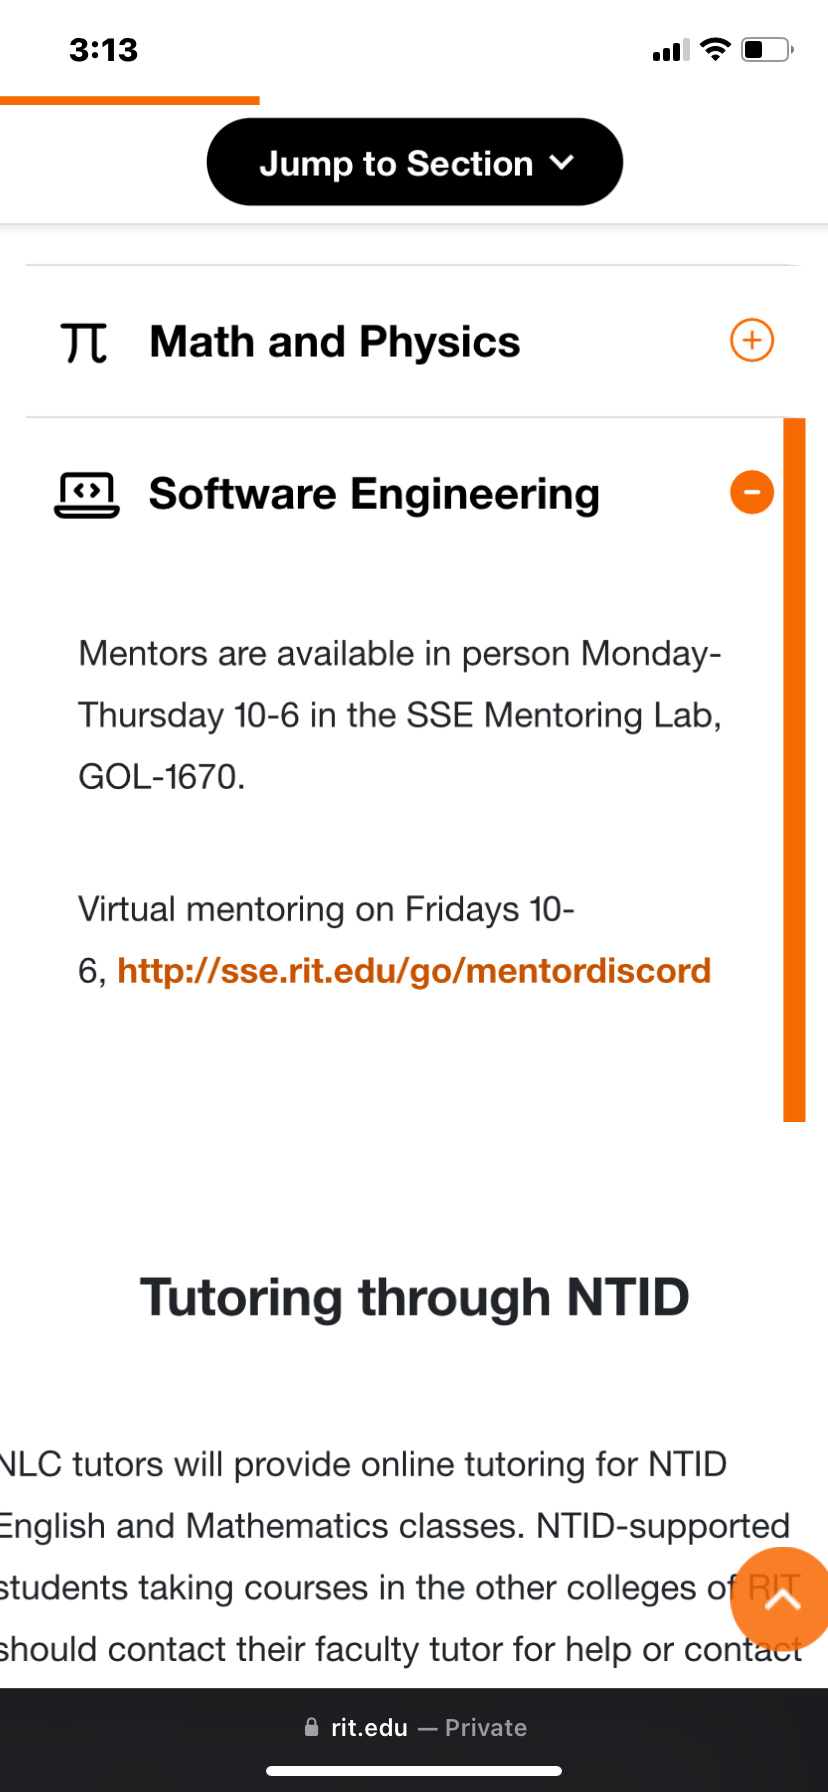 3:13
Jump to Section
Math and Physics
Software Engineering
Mentors are available in person Monday-
Thursday 10-6 in the SSE Mentoring Lab,
GOL-1670.
Virtual mentoring on Fridays 10-
6, http://sse.rit.edu/go/mentordiscord
Tutoring through NTID
NLC tutors will provide online tutoring for NTID
English and Mathematics classes. NTID-supported
students taking courses in the other colleges of RIT
should contact their faculty tutor for help or contact
rit.edu — Private